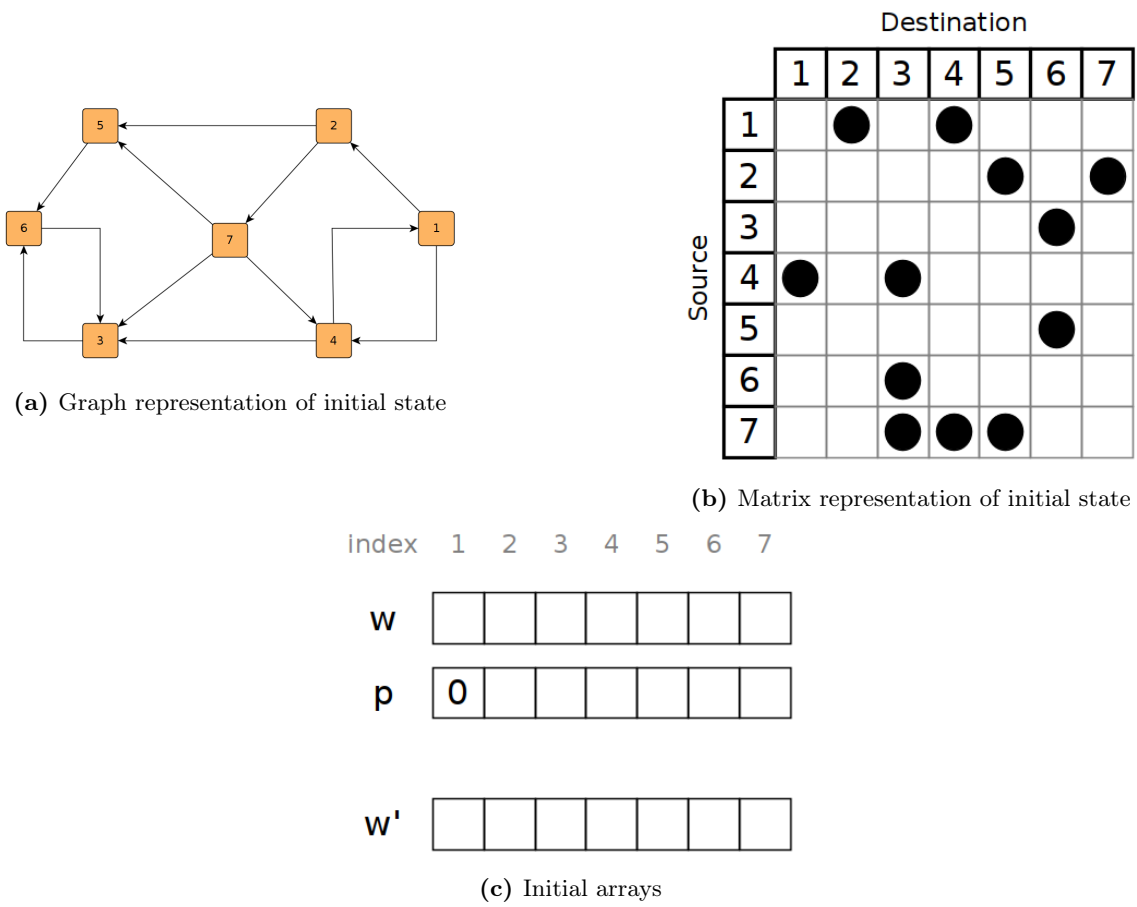 5
2
6
7
1
3
4
(a) Graph representation of initial state
Destination
1 2 3 4 5 6 7
Source
1
2
3
4
5
6
7
(b) Matrix representation of initial state
index 1 2 3 4 5 6 7
w
p 0
w'
(c) Initial arrays